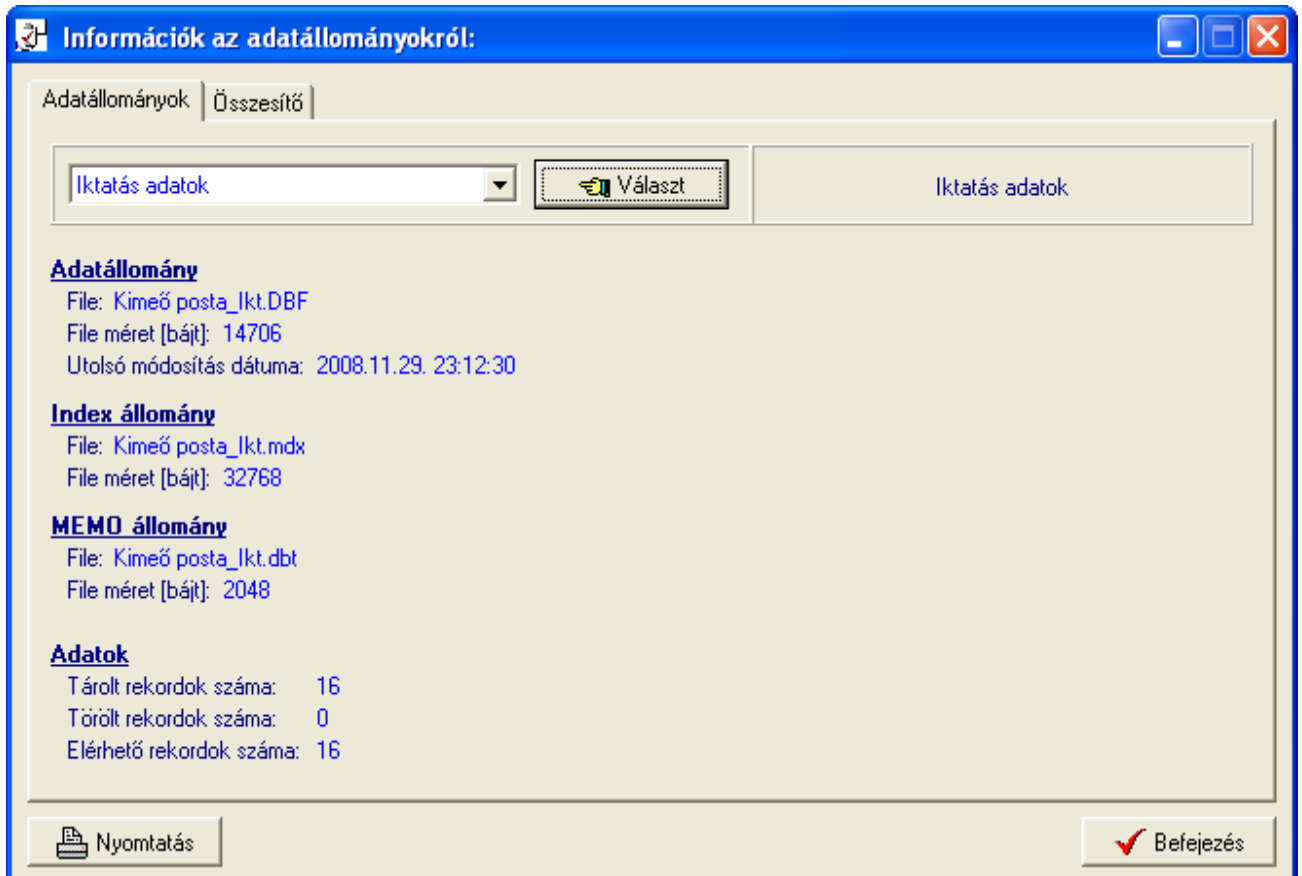 Információk az adatállományokról:
Adatállományok Összesítő
Iktatás adatok Választ Iktatás adatok
Adatállomány
File: Kimeő posta_Ikt.DBF
File méret [bájt]: 14706
Utolsó módosítás dátuma: 2008.11.29. 23:12:30
Index állomány
File: Kimeő posta_Ikt.mdx
File méret [bájt]: 32768
MEMO állomány
File: Kimeő posta_Ikt.dbt
File méret [bájt]: 2048
Adatok
Tárolt rekordok száma: 16
Törölt rekordok száma: 0
Elérhető rekordok száma: 16
Nyomtatás Befejezés